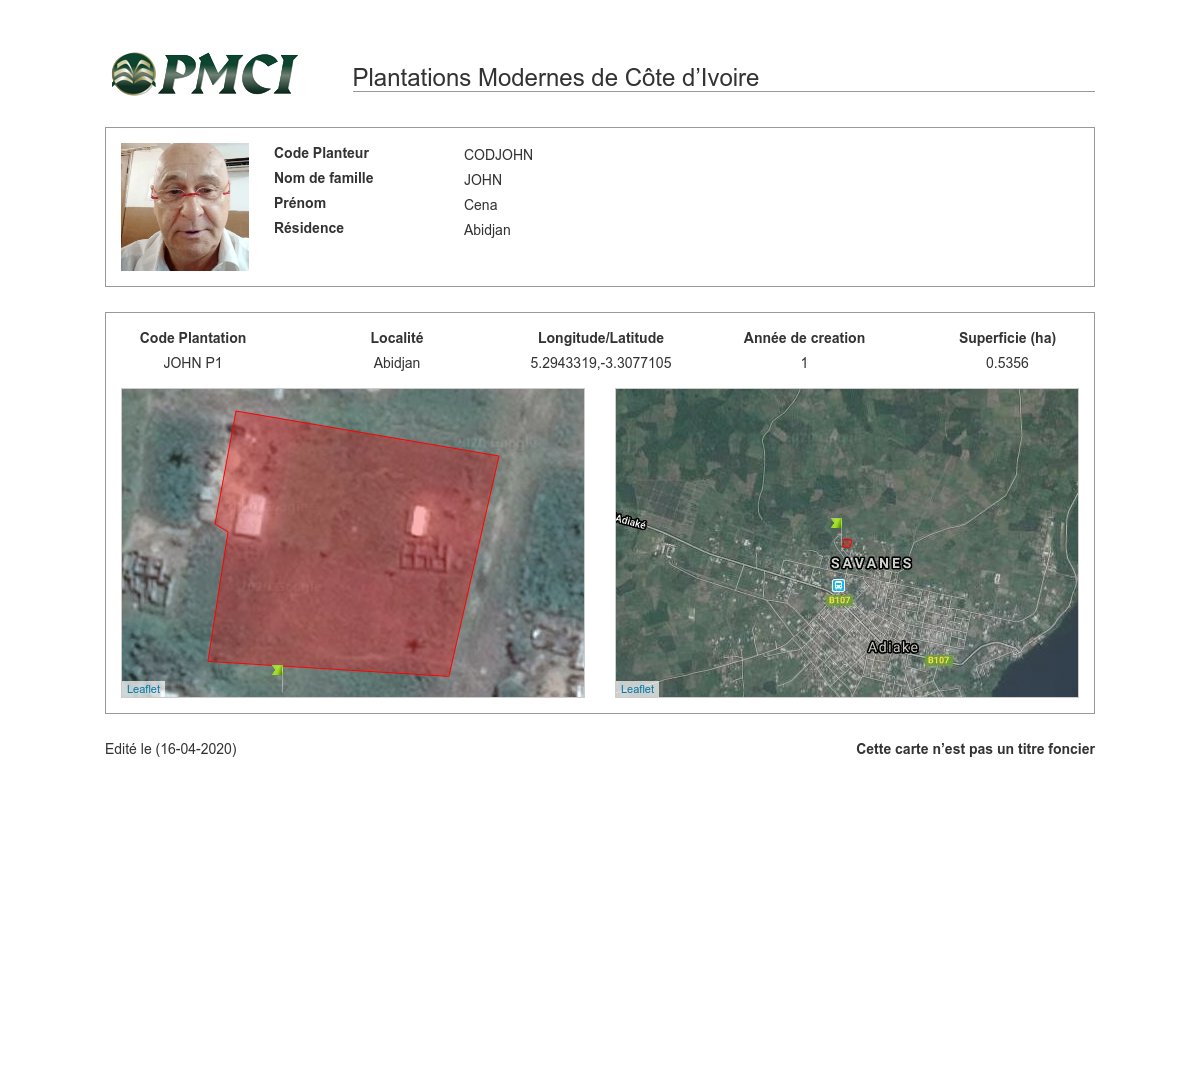 PMCI
Plantations Modernes de Côte d’Ivoire
Code Planteur CODJOHN
Nom de famille JOHN
Prénom Cena
Résidence Abidjan
Code Plantation Localité Longitude/Latitude Année de creation Superficie (ha)
JOHN P1 Abidjan 5.2943319,-3.3077105 1 0.5356
Adiaké
SAVANES
B107
Adiake
B107
Leaflet
Leaflet
Edité le (16-04-2020) Cette carte n’est pas un titre foncier